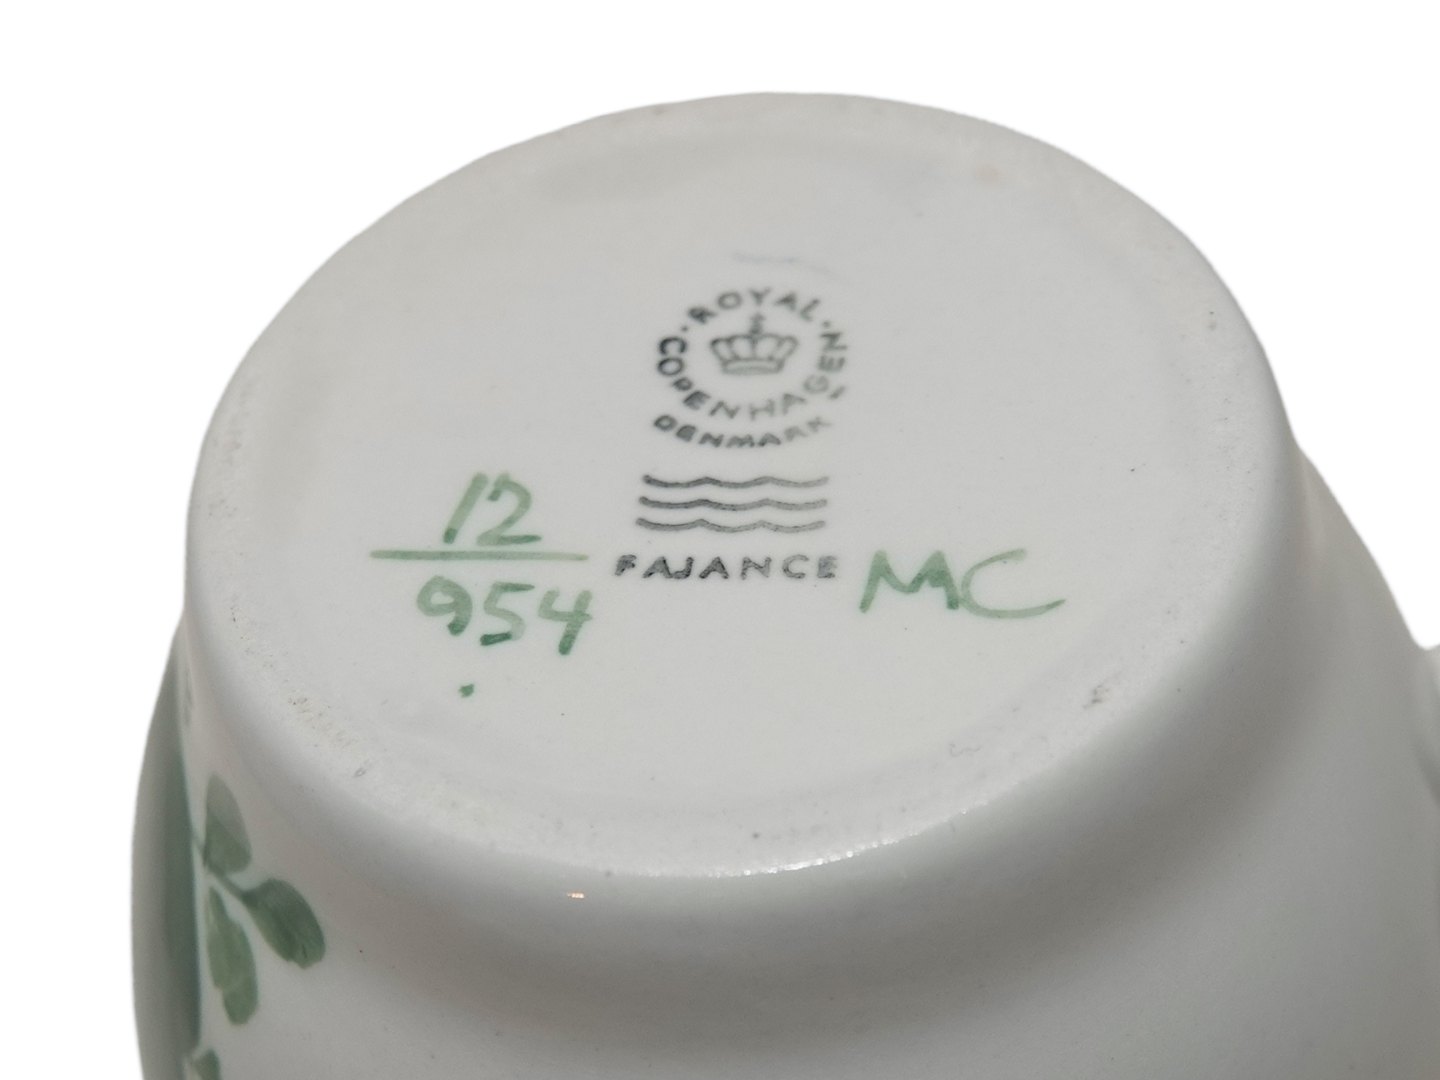 ROYAL
COPENHAGEN
DENMARK
FAJANCE
12
954
MC